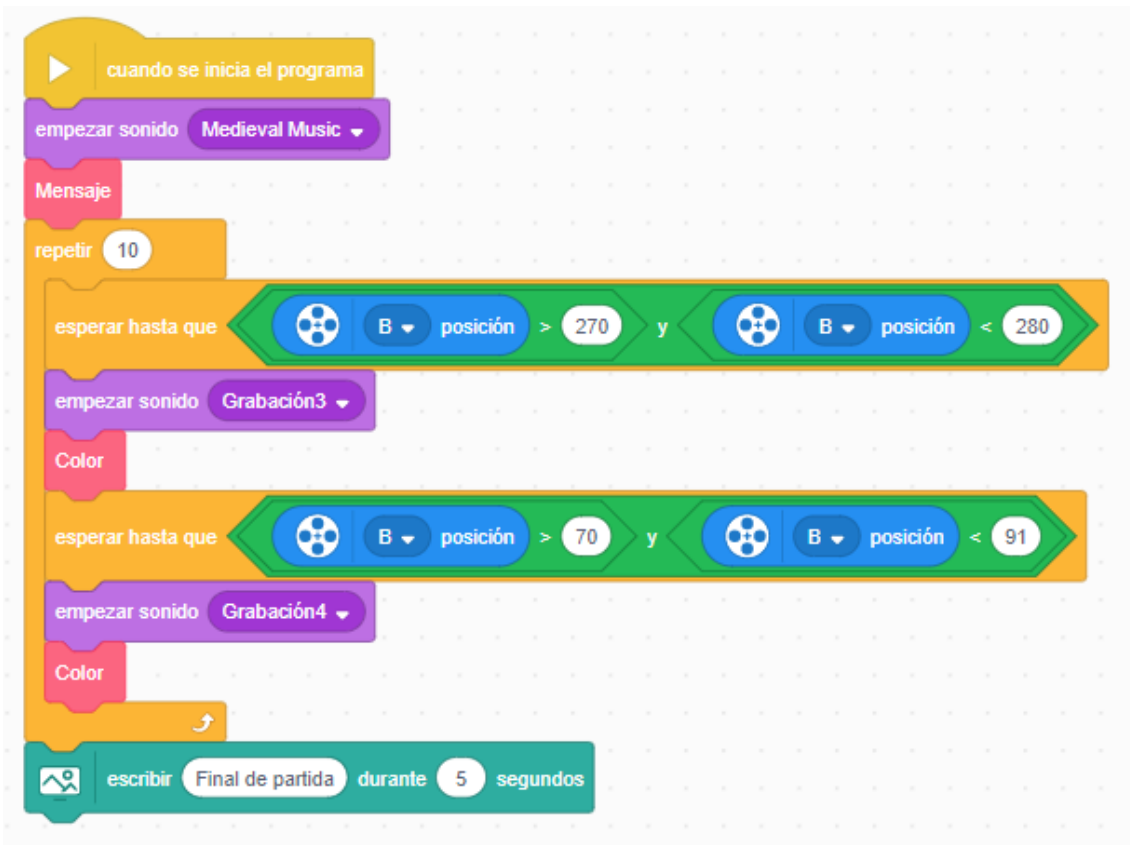 cuando se inicia el programa
empezar sonido Medieval Music
Mensaje
repetir 10
esperar hasta que B posición > 270 y B posición < 280
empezar sonido Grabación3
Color
esperar hasta que B posición > 70 y B posición < 91
empezar sonido Grabación4
Color
escribir Final de partida durante 5 segundos